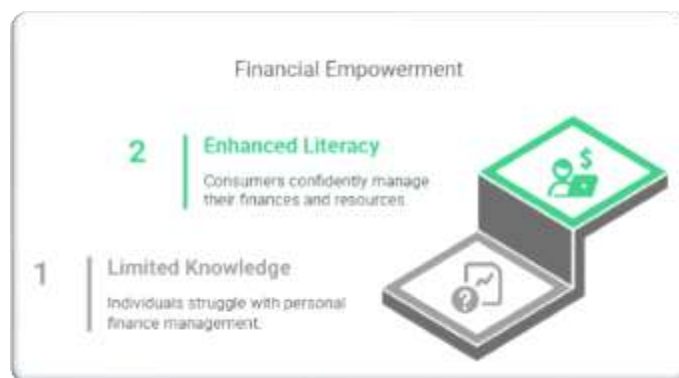 Financial Empowerment
2
Enhanced Literacy
Consumers confidently manage
their finances and resources.
1
Limited Knowledge
Individuals struggle with personal
finance management.
$
?